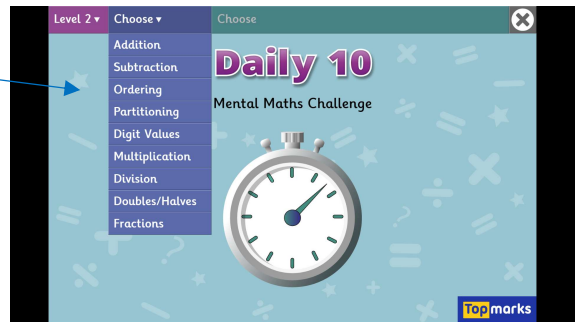 Level 2 ▾ Choose ▾ Choose
Addition
Subtraction
Ordering
Partitioning
Digit Values
Multiplication
Division
Doubles/Halves
Fractions
Daily 10
Mental Maths Challenge
Topmarks